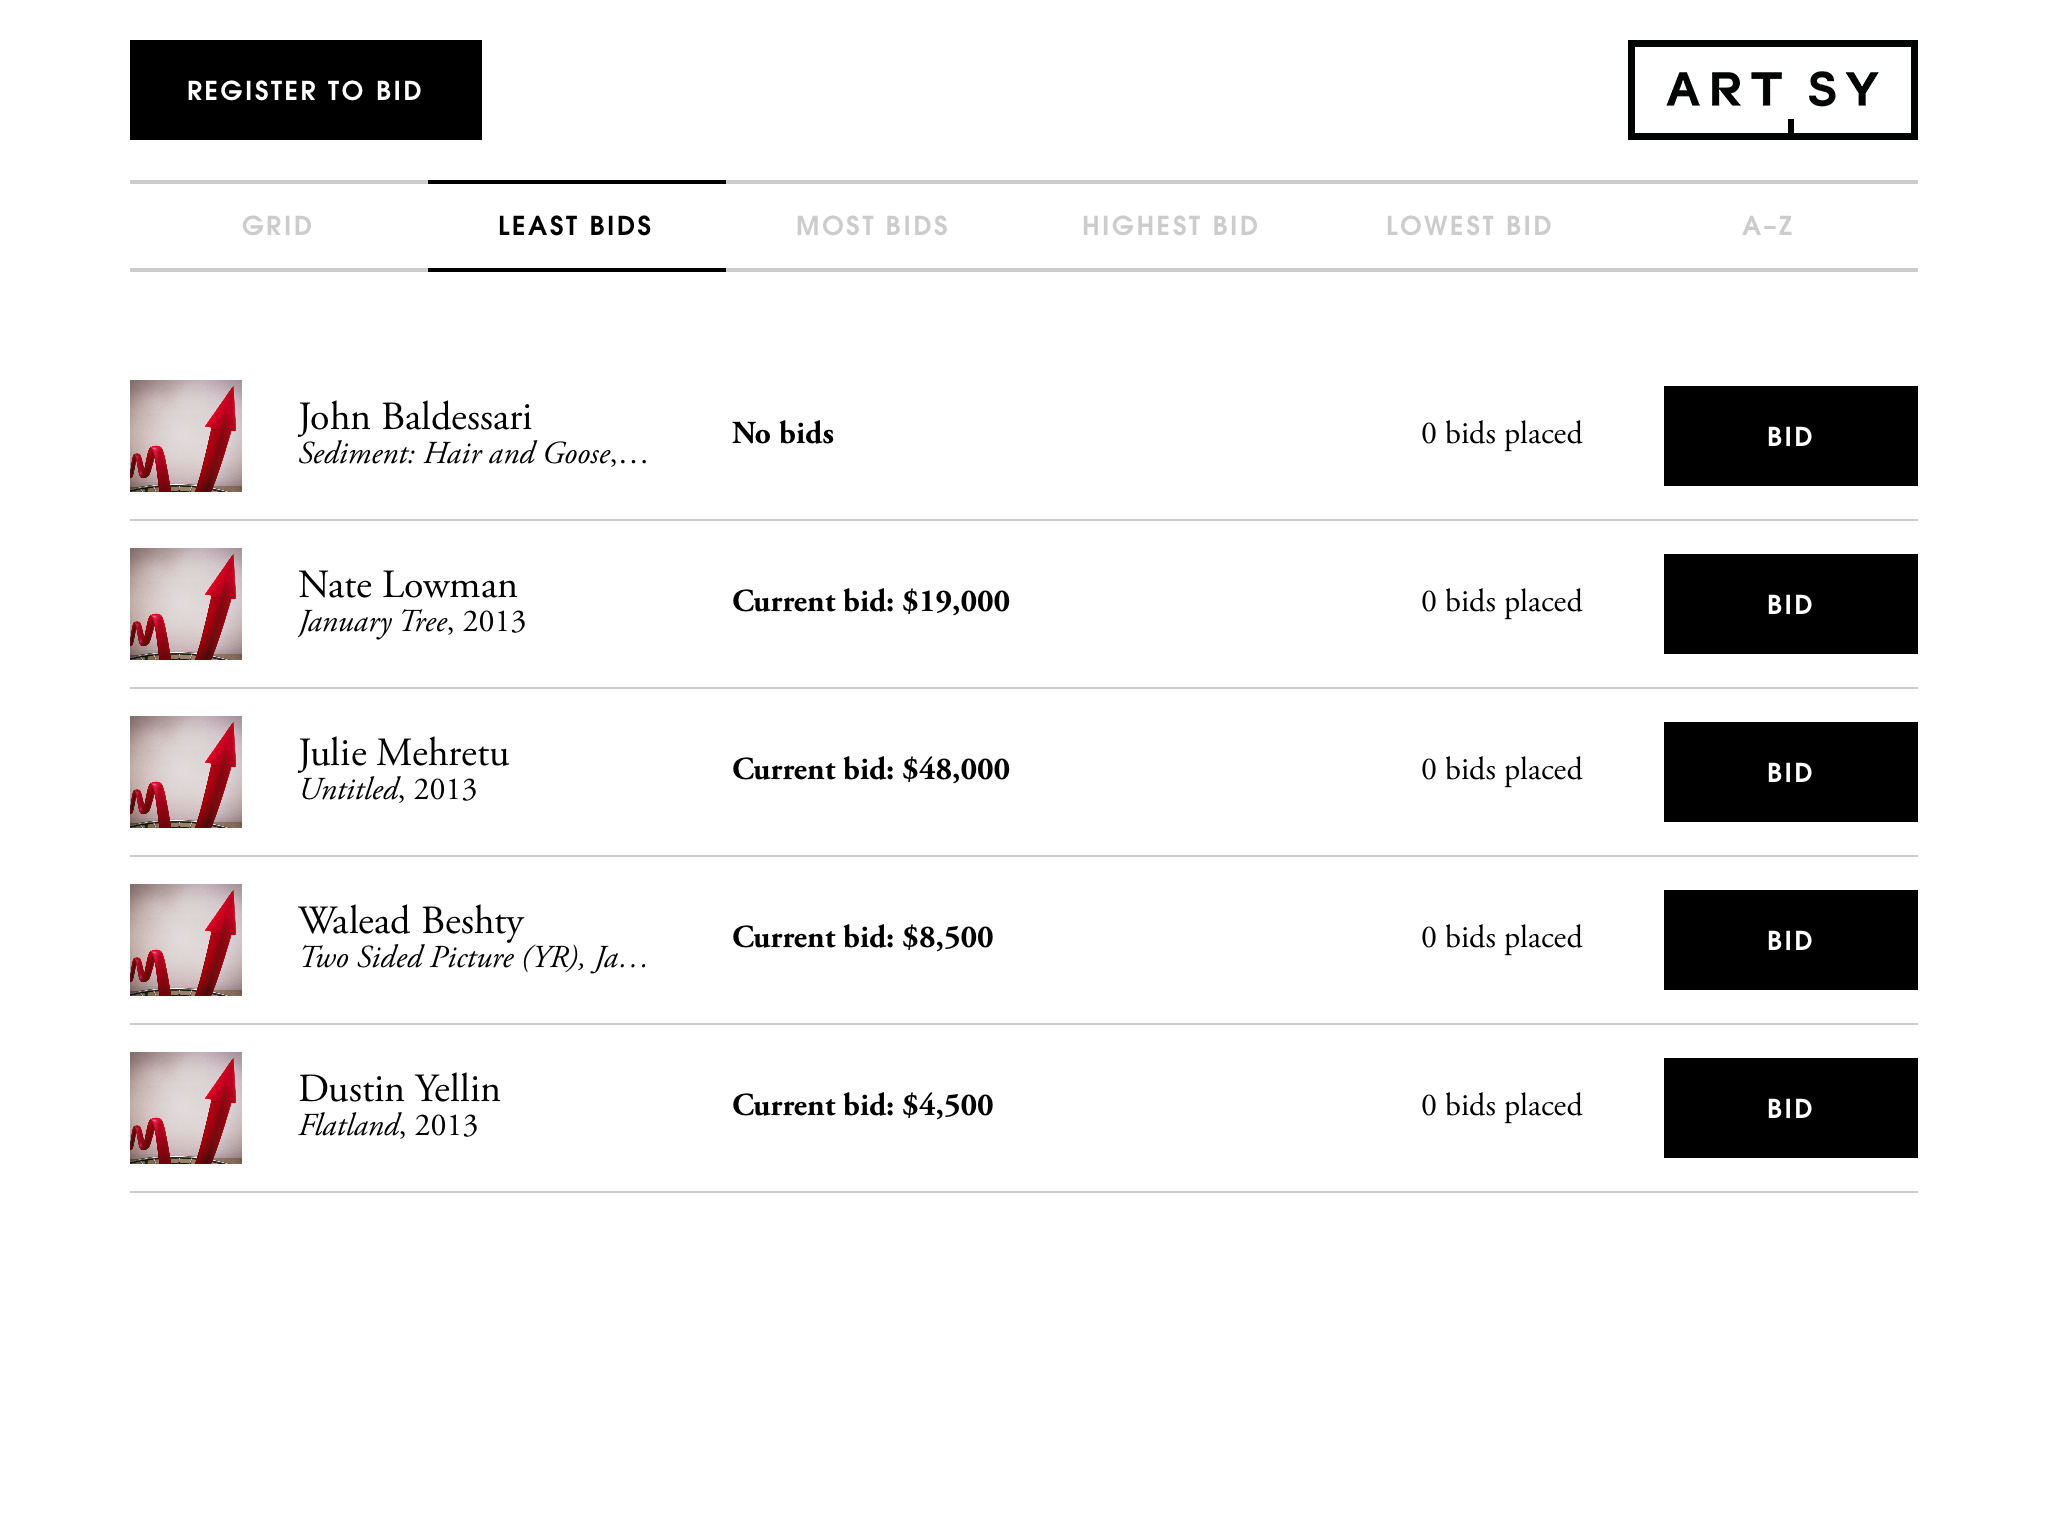 REGISTER TO BID
ARTSY
GRID LEAST BIDS MOST BIDS HIGHEST BID LOWEST BID A–Z
John Baldessari
Sediment: Hair and Goose,…
No bids
0 bids placed
BID
Nate Lowman
January Tree, 2013
Current bid: $19,000
0 bids placed
BID
Julie Mehretu
Untitled, 2013
Current bid: $48,000
0 bids placed
BID
Walead Beshty
Two Sided Picture (YR), Ja…
Current bid: $8,500
0 bids placed
BID
Dustin Yellin
Flatland, 2013
Current bid: $4,500
0 bids placed
BID